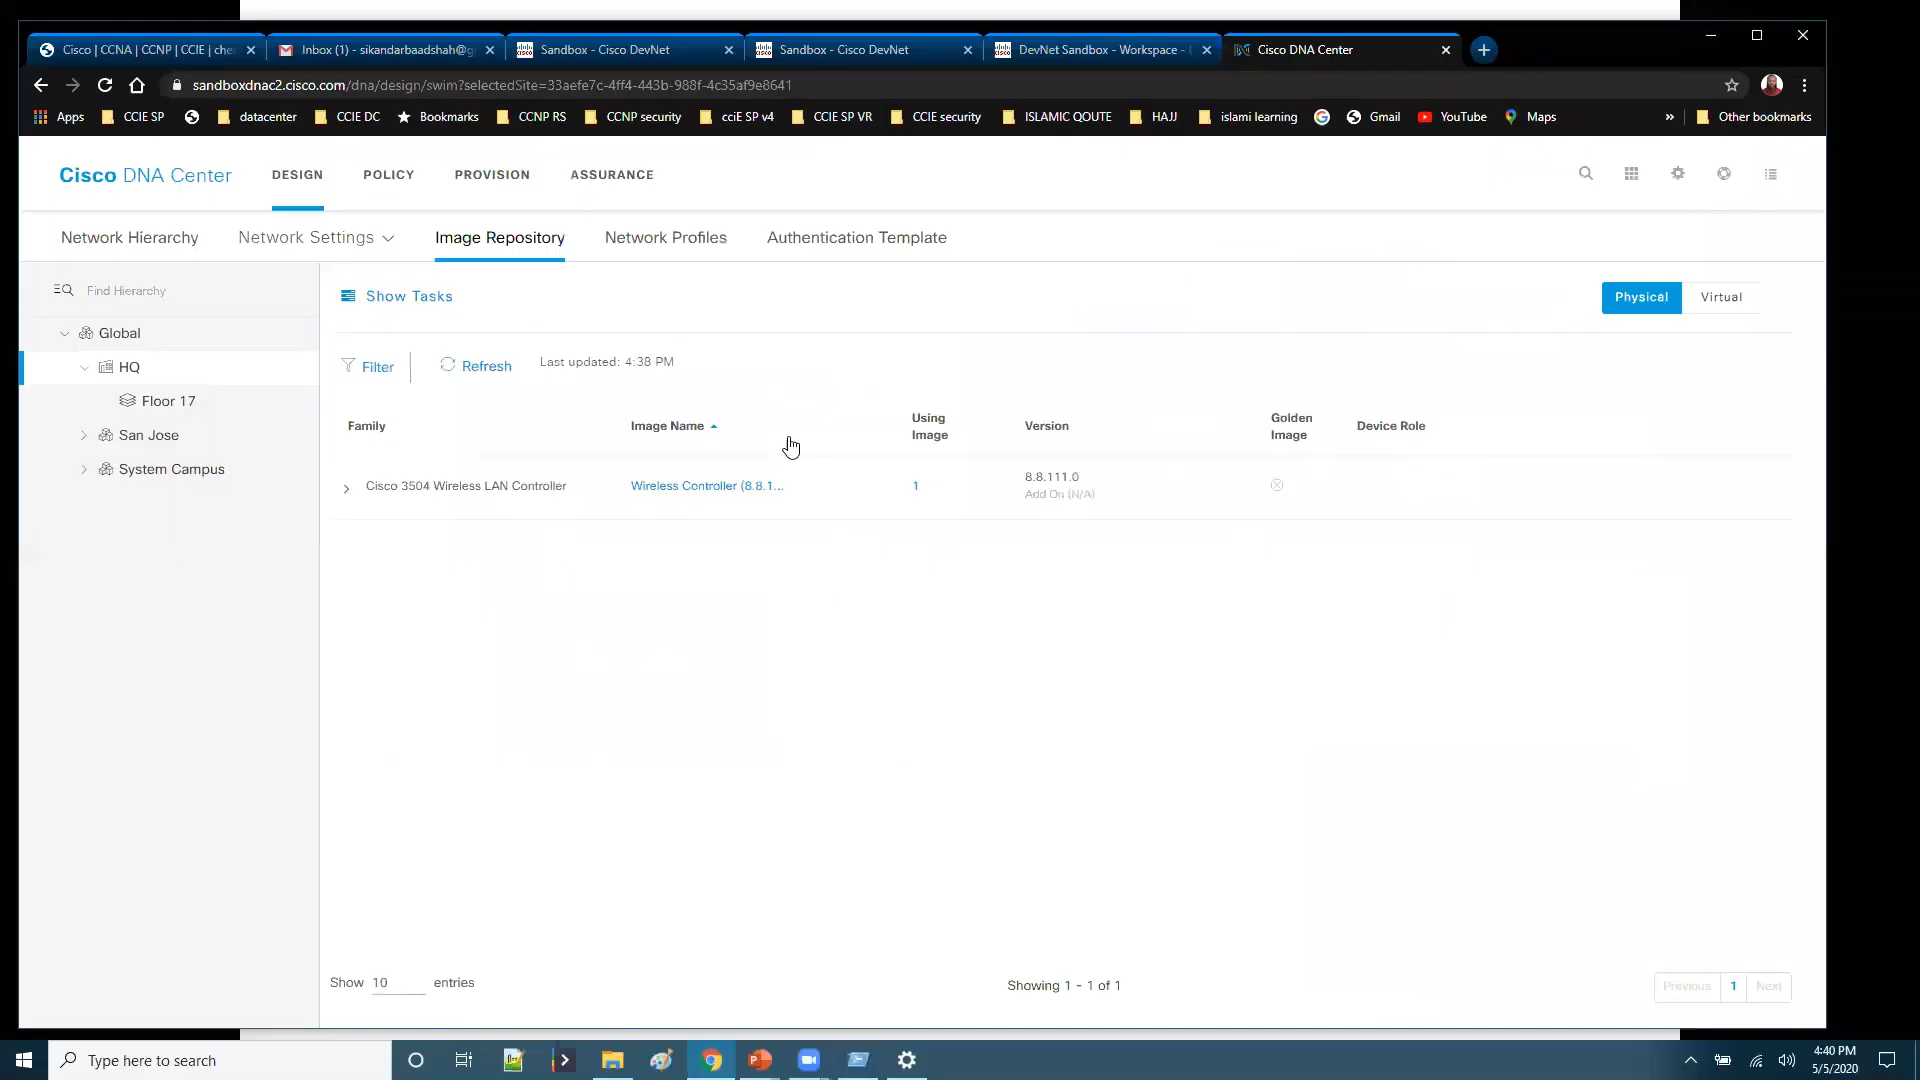 Cisco | CCNA | CCNP | CCIE | che
Inbox (1) - sikandarbaadshah@g
Sandbox - Cisco DevNet
Sandbox - Cisco DevNet
DevNet Sandbox - Workspace -
Cisco DNA Center
sandboxdnac2.cisco.com/dna/design/swim?selectedSite=33aefe7c-4ff4-443b-988f-4c35af9e8641
Apps CCIE SP datacenter CCIE DC Bookmarks CCNP RS CCNP security cciE SP v4 CCIE SP VR CCIE security ISLAMIC QOUTE HAJJ islami learning Gmail YouTube Maps » Other bookmarks
Cisco DNA Center DESIGN POLICY PROVISION ASSURANCE
Network Hierarchy Network Settings Image Repository Network Profiles Authentication Template
Find Hierarchy
Global
HQ
Floor 17
San Jose
System Campus
Show Tasks
Physical Virtual
Filter Refresh Last updated: 4:38 PM
Family Image Name Using Image Version Golden Image Device Role
Cisco 3504 Wireless LAN Controller Wireless Controller (8.8.1... 1 8.8.111.0
Add On (N/A)
Show 10 entries Showing 1 - 1 of 1 Previous 1 Next
Type here to search
4:40 PM
5/5/2020